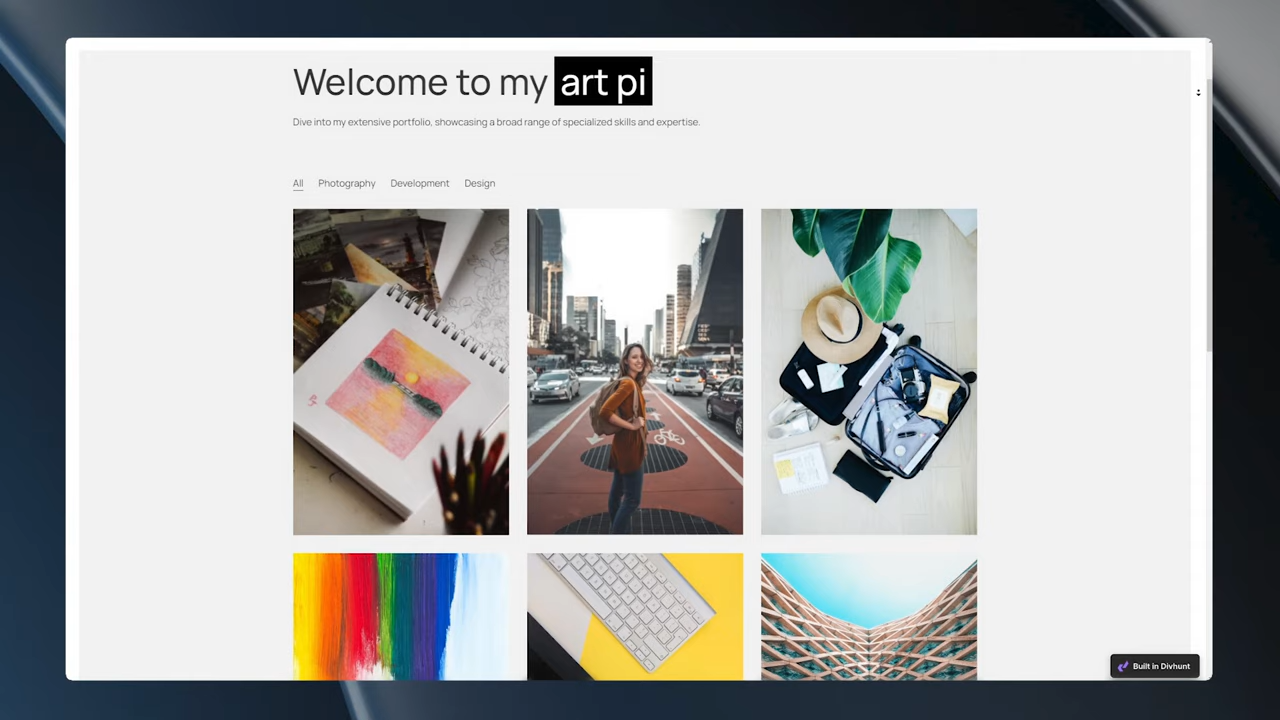 Welcome to my art pi
Dive into my extensive portfolio, showcasing a broad range of specialized skills and expertise.
All Photography Development Design
Built in Divhunt